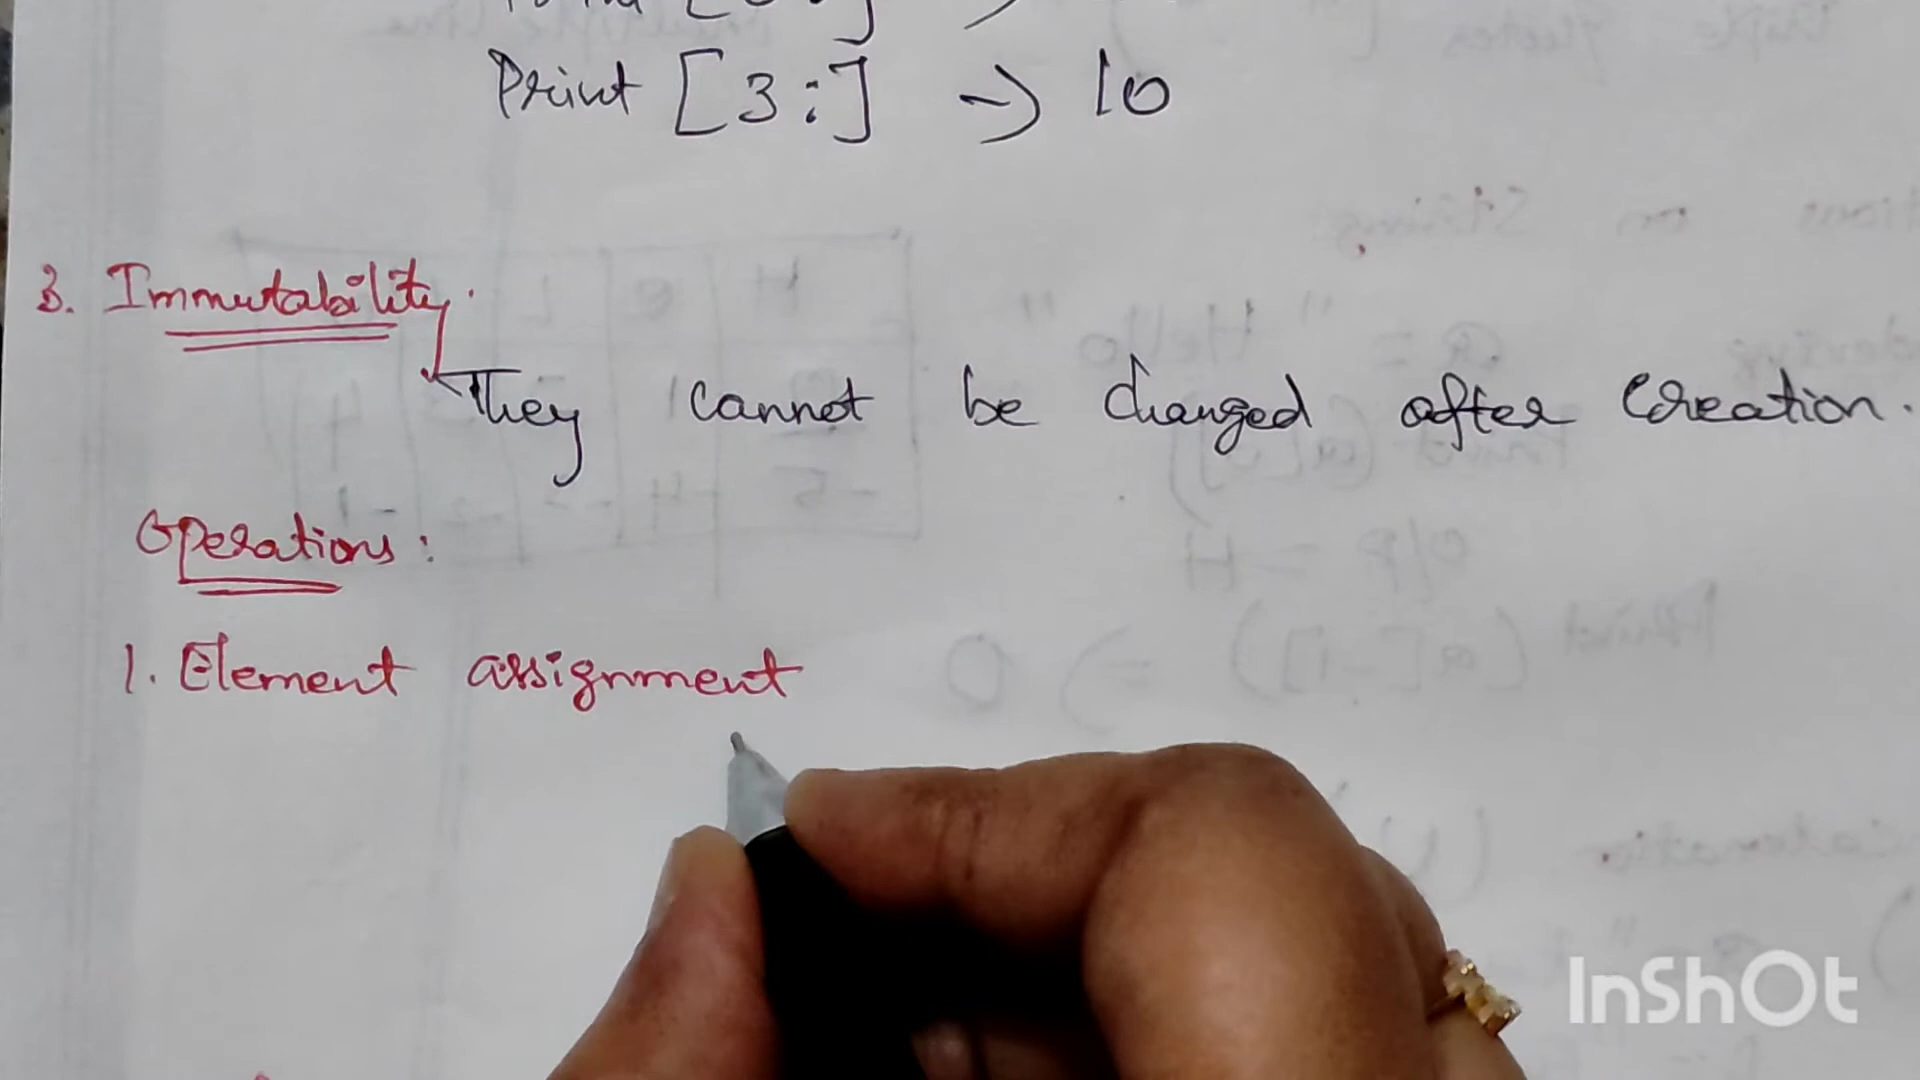 Print [3:] → 10
3. Immutability.
They cannot be changed after creation.
Operations:
1. Element assignment
InShOt